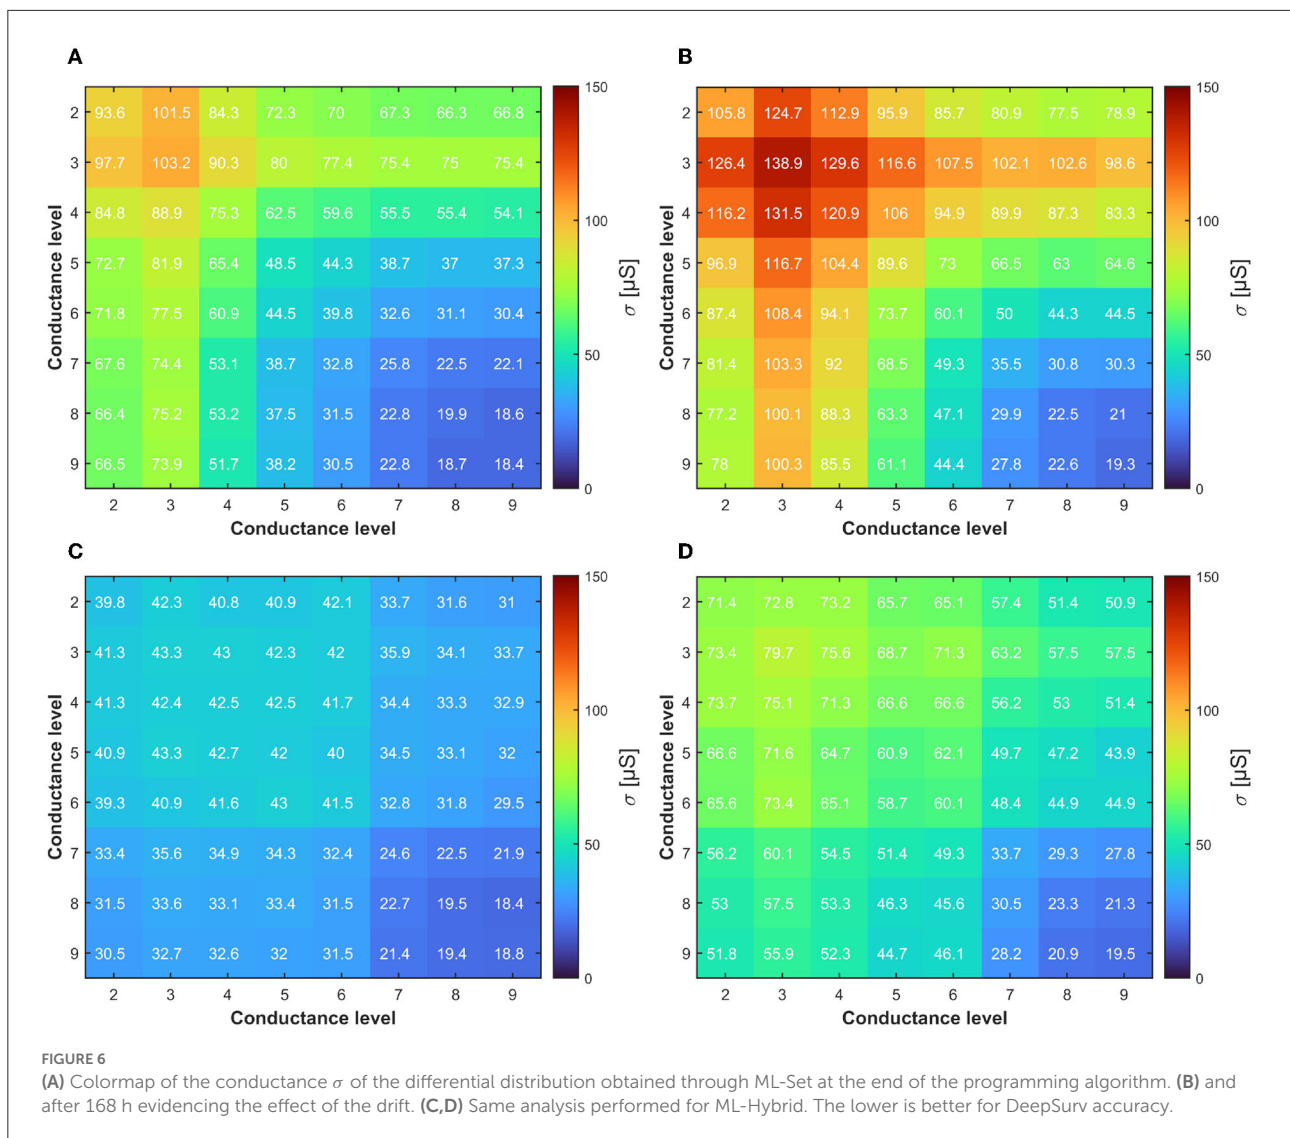 A
Conductance level
2 93.6 101.5 84.3 72.3 70 67.3 66.3 66.8
3 97.7 103.2 90.3 80 77.4 75.4 75 75.4
4 84.8 88.9 75.3 62.5 59.6 55.5 55.4 54.1
5 72.7 81.9 65.4 48.5 44.3 38.7 37 37.3
6 71.8 77.5 60.9 44.5 39.8 32.6 31.1 30.4
7 67.6 74.4 53.1 38.7 32.8 25.8 22.5 22.1
8 66.4 75.2 53.2 37.5 31.5 22.8 19.9 18.6
9 66.5 73.9 51.7 38.2 30.5 22.8 18.7 18.4
2 3 4 5 6 7 8 9
Conductance level
150
100
50
0
σ [µS]
B
Conductance level
2 105.8 124.7 112.9 95.9 85.7 80.9 77.5 78.9
3 126.4 138.9 129.6 116.6 107.5 102.1 102.6 98.6
4 116.2 131.5 120.9 106 94.9 89.9 87.3 83.3
5 96.9 116.7 104.4 89.6 73 66.5 63 64.6
6 87.4 108.4 94.1 73.7 60.1 50 44.3 44.5
7 81.4 103.3 92 68.5 49.3 35.5 30.8 30.3
8 77.2 100.1 88.3 63.3 47.1 29.9 22.5 21
9 78 100.3 85.5 61.1 44.4 27.8 22.6 19.3
2 3 4 5 6 7 8 9
Conductance level
150
100
50
0
σ [µS]
C
Conductance level
2 39.8 42.3 40.8 40.9 42.1 33.7 31.6 31
3 41.3 43.3 43 42.3 42 35.9 34.1 33.7
4 41.3 42.4 42.5 42.5 41.7 34.4 33.3 32.9
5 40.9 43.3 42.7 42 40 34.5 33.1 32
6 39.3 40.9 41.6 43 41.5 32.8 31.8 29.5
7 33.4 35.6 34.9 34.3 32.4 24.6 22.5 21.9
8 31.5 33.6 33.1 33.4 31.5 22.7 19.5 18.4
9 30.5 32.7 32.6 32 31.5 21.4 19.4 18.8
2 3 4 5 6 7 8 9
Conductance level
150
100
50
0
σ [µS]
D
Conductance level
2 71.4 72.8 73.2 65.7 65.1 57.4 51.4 50.9
3 73.4 79.7 75.6 68.7 71.3 63.2 57.5 57.5
4 73.7 75.1 71.3 66.6 66.6 56.2 53 51.4
5 66.6 71.6 64.7 60.9 62.1 49.7 47.2 43.9
6 65.6 73.4 65.1 58.7 60.1 48.4 44.9 44.9
7 56.2 60.1 54.5 51.4 49.3 33.7 29.3 27.8
8 53 57.5 53.3 46.3 45.6 30.5 23.3 21.3
9 51.8 55.9 52.3 44.7 46.1 28.2 20.9 19.5
2 3 4 5 6 7 8 9
Conductance level
150
100
50
0
σ [µS]
FIGURE 6
(A) Colormap of the conductance σ of the differential distribution obtained through ML-Set at the end of the programming algorithm. (B) and
after 168 h evidencing the effect of the drift. (C,D) Same analysis performed for ML-Hybrid. The lower is better for DeepSurv accuracy.